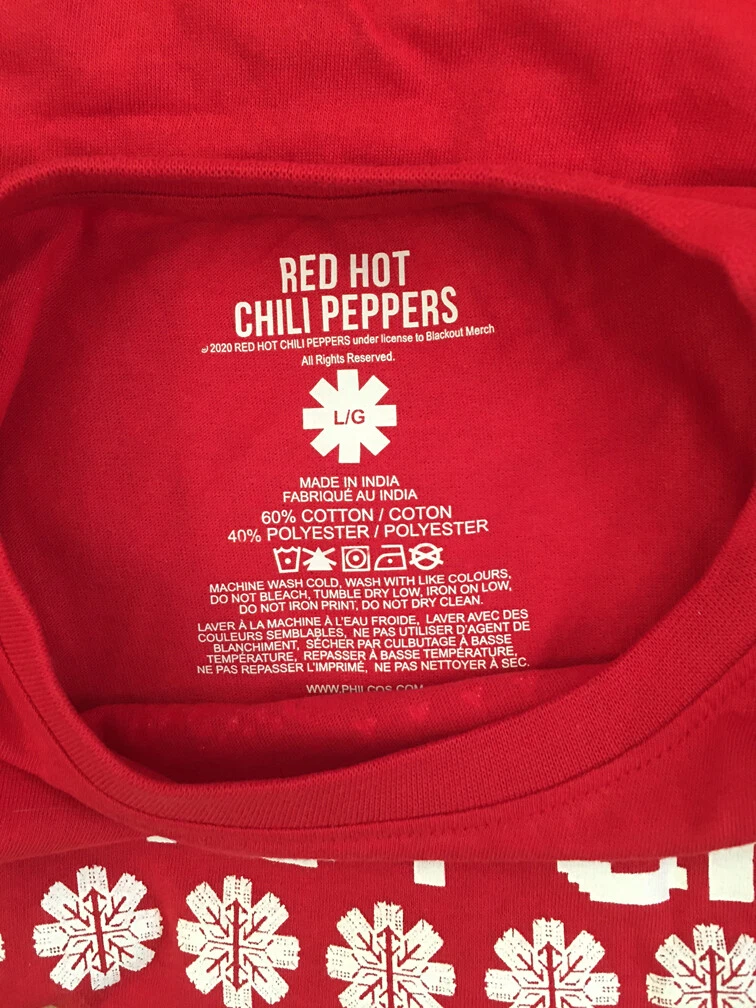 RED HOT
CHILI PEPPERS
© 2020 RED HOT CHILI PEPPERS under license to Blackout Merch
All Rights Reserved.
L/G
MADE IN INDIA
FABRIQUÉ AU INDIA
60% COTTON / COTON
40% POLYESTER / POLYESTER
MACHINE WASH COLD, WASH WITH LIKE COLOURS,
DO NOT BLEACH, TUMBLE DRY LOW, IRON ON LOW,
DO NOT IRON PRINT, DO NOT DRY CLEAN.
LAVER À LA MACHINE À L'EAU FROIDE, LAVER AVEC DES
COULEURS SEMBLABLES, NE PAS UTILISER D'AGENT DE
BLANCHIMENT, SÉCHER PAR CULBUTAGE À BASSE
TEMPÉRATURE, REPASSER À BASSE TEMPÉRATURE,
NE PAS REPASSER L'IMPRIMÉ, NE PAS NETTOYER À SEC.
WWW.PHILCOS.COM